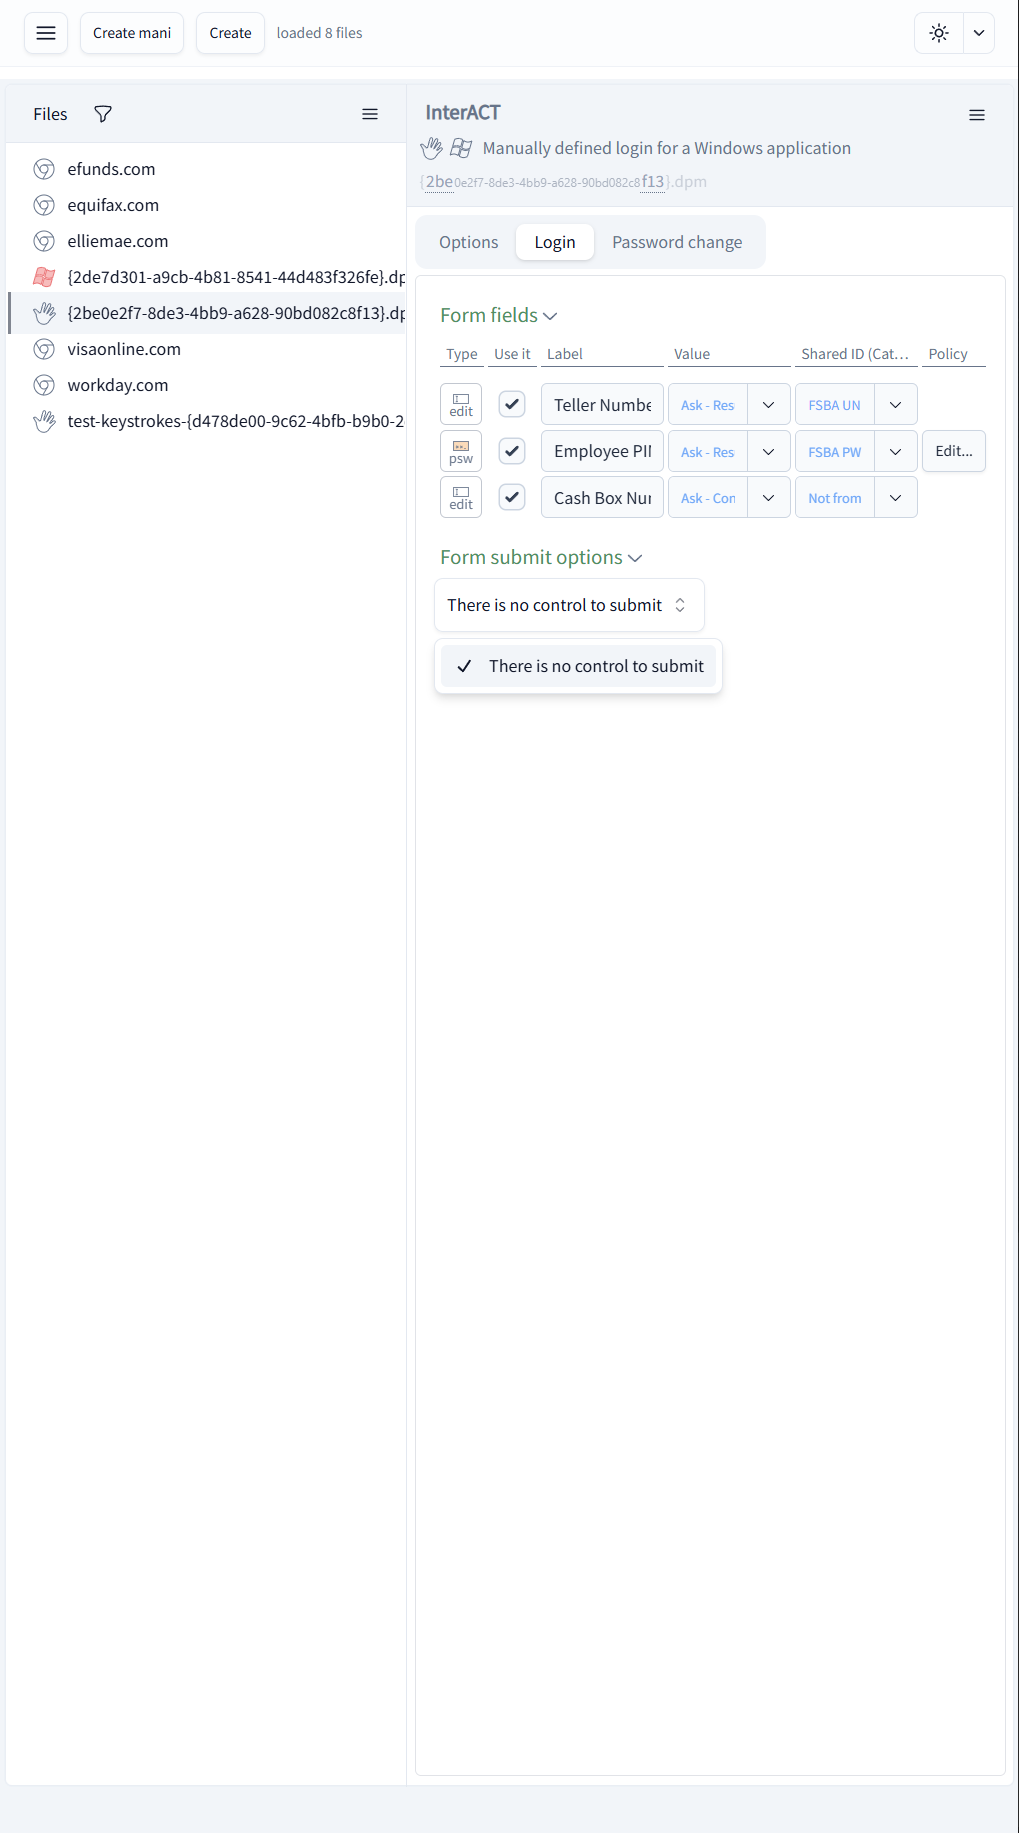 Create mani
Create
loaded 8 files
Files
efunds.com
equifax.com
elliemae.com
{2de7d301-a9cb-4b81-8541-44d483f326fe}.dp
{2be0e2f7-8de3-4bb9-a628-90bd082c8f13}.dp
visaonline.com
workday.com
test-keystrokes-{d478de00-9c62-4bfb-b9b0-2
InterACT
Manually defined login for a Windows application
{2be0e2f7-8de3-4bb9-a628-90bd082c8f13}.dpm
Options Login Password change
Form fields
Type Use it Label Value Shared ID (Cat... Policy
edit Teller Numbe Ask - Res FSBA UN
psw Employee PIN Ask - Res FSBA PW Edit...
edit Cash Box Nur Ask - Con Not from
Form submit options
There is no control to submit
There is no control to submit